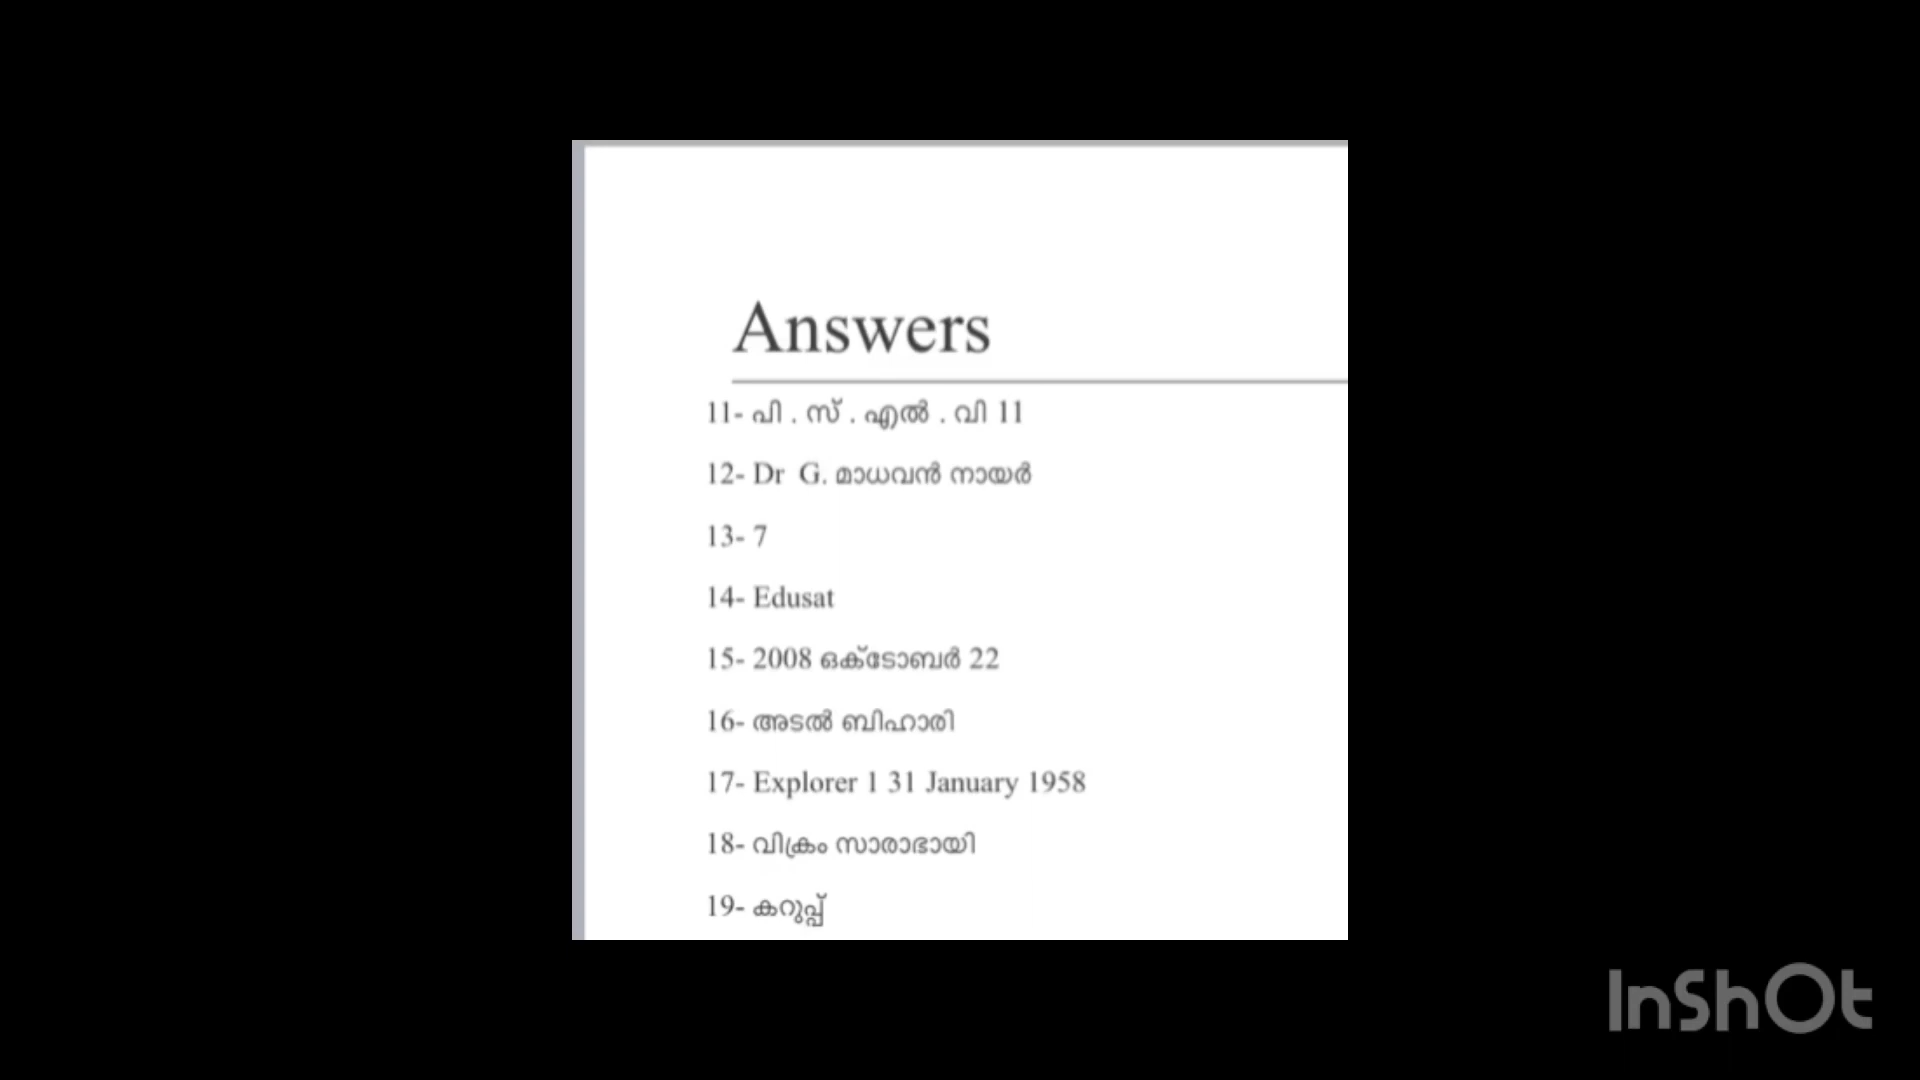 Answers
11- പി . സ് . എൽ . വി 11
12- Dr G. മാധവൻ നായർ
13- 7
14- Edusat
15- 2008 ഒക്ടോബർ 22
16- അടൽ ബിഹാരി
17- Explorer 1 31 January 1958
18- വിക്രം സാരാഭായി
19- കറുപ്പ്
InShOt